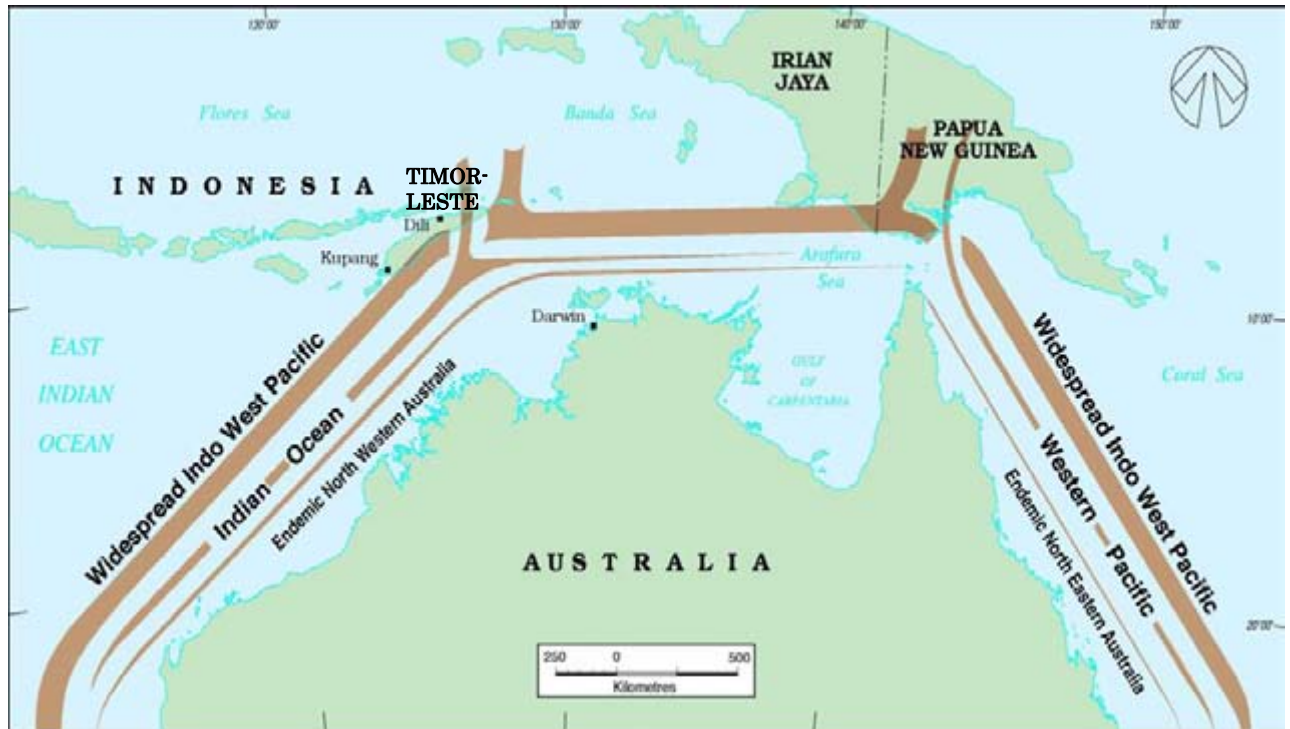 120°00'
130°00'
140°00'
150°00'
IRIAN
JAYA
Flores Sea
Banda Sea
PAPUA
NEW GUINEA
INDONESIA
TIMOR-
LESTE
Dili
Kupang
Arafura
Sea
Darwin
10°00'
EAST
INDIAN
OCEAN
GULF
OF
CARPENTARIA
Coral Sea
Widespread Indo West Pacific
Indian Ocean
Endemic North Western Australia
Widespread Indo West Pacific
Western Pacific
Endemic North Eastern Australia
AUSTRALIA
20°00'
250 0 500
Kilometres